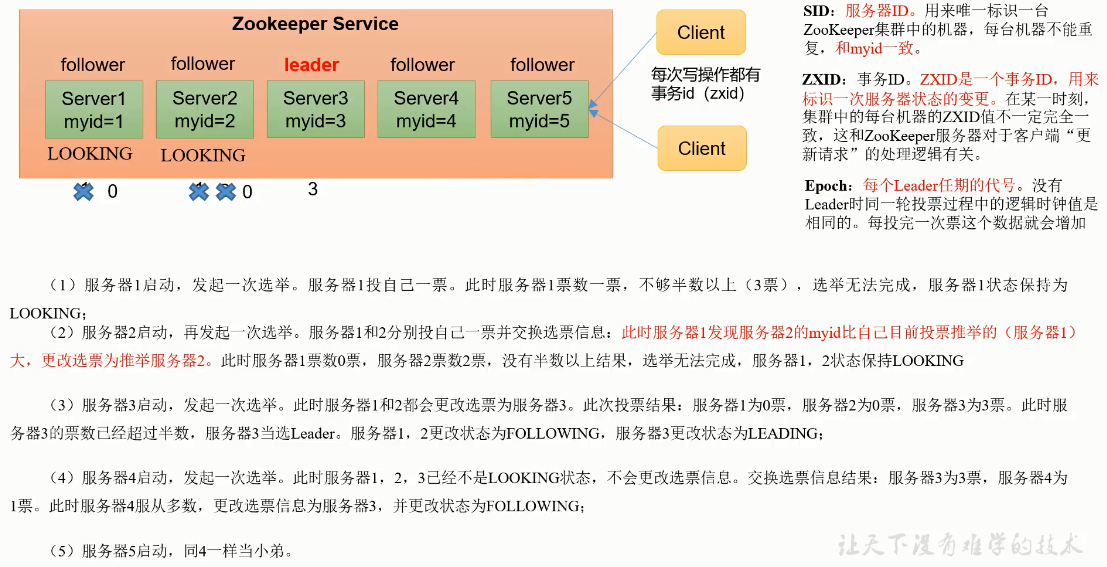 Zookeeper Service
follower
follower
leader
follower
follower
Server1
myid=1
Server2
myid=2
Server3
myid=3
Server4
myid=4
Server5
myid=5
LOOKING
LOOKING
0
0
3
Client
每次写操作都有
事务id（zxid）
Client
SID：服务器ID。用来唯一标识一台
ZooKeeper集群中的机器，每台机器不能重
复，和myid一致。
ZXID：事务ID。ZXID是一个事务ID，用来
标识一次服务器状态的变更。在某一时刻，
集群中的每台机器的ZXID值不一定完全一
致，这和ZooKeeper服务器对于客户端“更
新请求”的处理逻辑有关。
Epoch：每个Leader任期的代号。没有
Leader时同一轮投票过程中的逻辑时钟值是
相同的。每投完一次票这个数据就会增加
（1）服务器1启动，发起一次选举。服务器1投自己一票。此时服务器1票数一票，不够半数以上（3票），选举无法完成，服务器1状态保持为
LOOKING；
（2）服务器2启动，再发起一次选举。服务器1和2分别投自己一票并交换选票信息：此时服务器1发现服务器2的myid比自己目前投票推举的（服务器1）
大，更改选票为推举服务器2。此时服务器1票数0票，服务器2票数2票，没有半数以上结果，选举无法完成，服务器1，2状态保持LOOKING
（3）服务器3启动，发起一次选举。此时服务器1和2都会更改选票为服务器3。此次投票结果：服务器1为0票，服务器2为0票，服务器3为3票。此时服
务器3的票数已经超过半数，服务器3当选Leader。服务器1，2更改状态为FOLLOWING，服务器3更改状态为LEADING；
（4）服务器4启动，发起一次选举。此时服务器1，2，3已经不是LOOKING状态，不会更改选票信息。交换选票信息结果：服务器3为3票，服务器4为
1票。此时服务器4服从多数，更改选票信息为服务器3，并更改状态为FOLLOWING；
（5）服务器5启动，同4一样当小弟。
让天下没有难学的技术